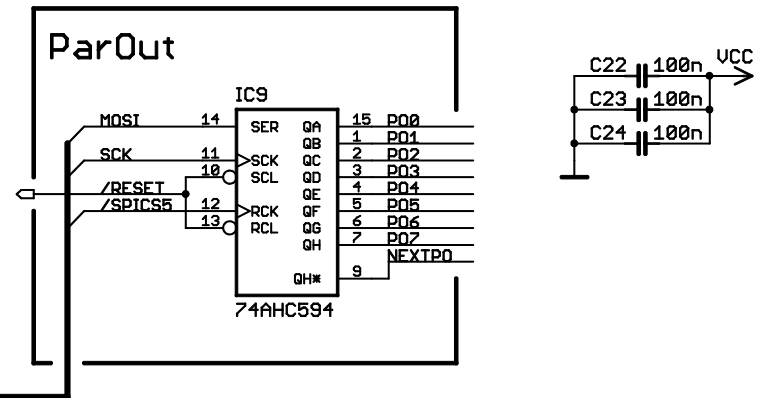 ParOut
IC9
MOSI 14 SER QA 15 PO0
QB 1 PO1
SCK 11 SCK QC 2 PO2
10 SCL QD 3 PO3
/RESET QE 4 PO4
/SPICS5 12 RCK QF 5 PO5
13 RCL QG 6 PO6
QH 7 PO7
NEXTPO
QH* 9
74AHC594
VCC
C22 100n
C23 100n
C24 100n